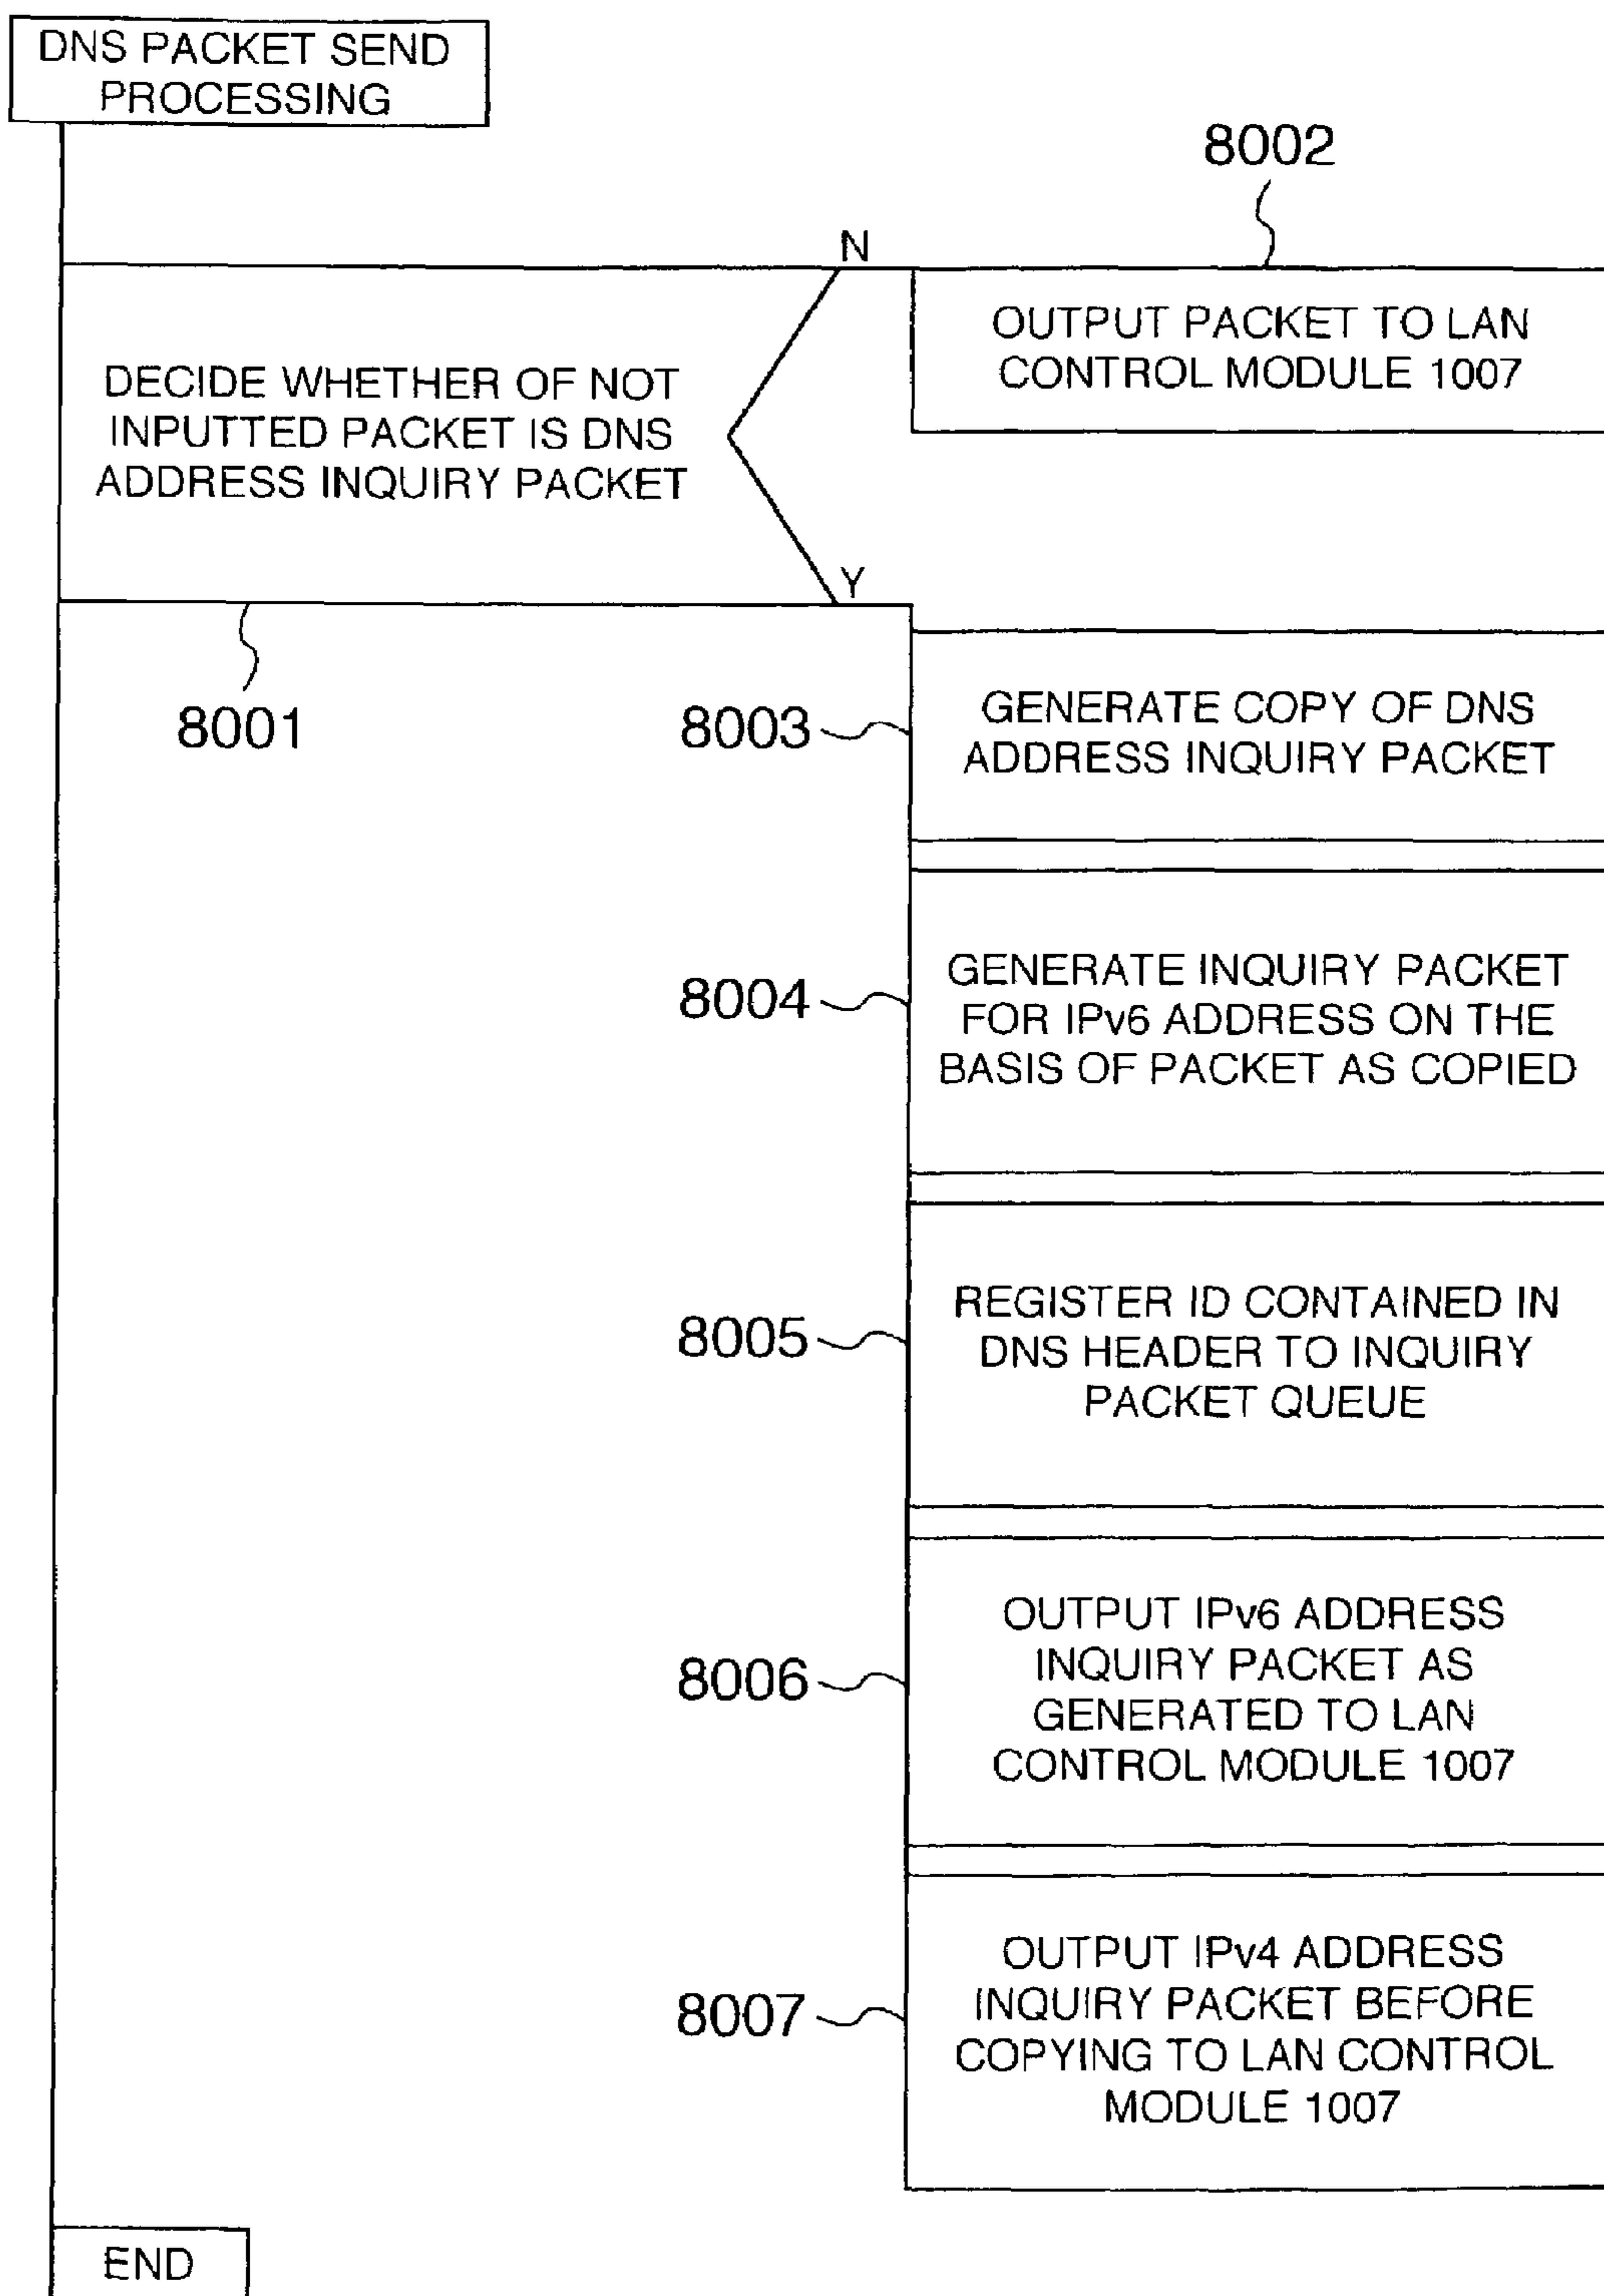 DNS PACKET SEND
PROCESSING
8002
N
OUTPUT PACKET TO LAN
CONTROL MODULE 1007
DECIDE WHETHER OF NOT
INPUTTED PACKET IS DNS
ADDRESS INQUIRY PACKET
Y
8001
8003
GENERATE COPY OF DNS
ADDRESS INQUIRY PACKET
8004
GENERATE INQUIRY PACKET
FOR IPv6 ADDRESS ON THE
BASIS OF PACKET AS COPIED
8005
REGISTER ID CONTAINED IN
DNS HEADER TO INQUIRY
PACKET QUEUE
8006
OUTPUT IPv6 ADDRESS
INQUIRY PACKET AS
GENERATED TO LAN
CONTROL MODULE 1007
8007
OUTPUT IPv4 ADDRESS
INQUIRY PACKET BEFORE
COPYING TO LAN CONTROL
MODULE 1007
END